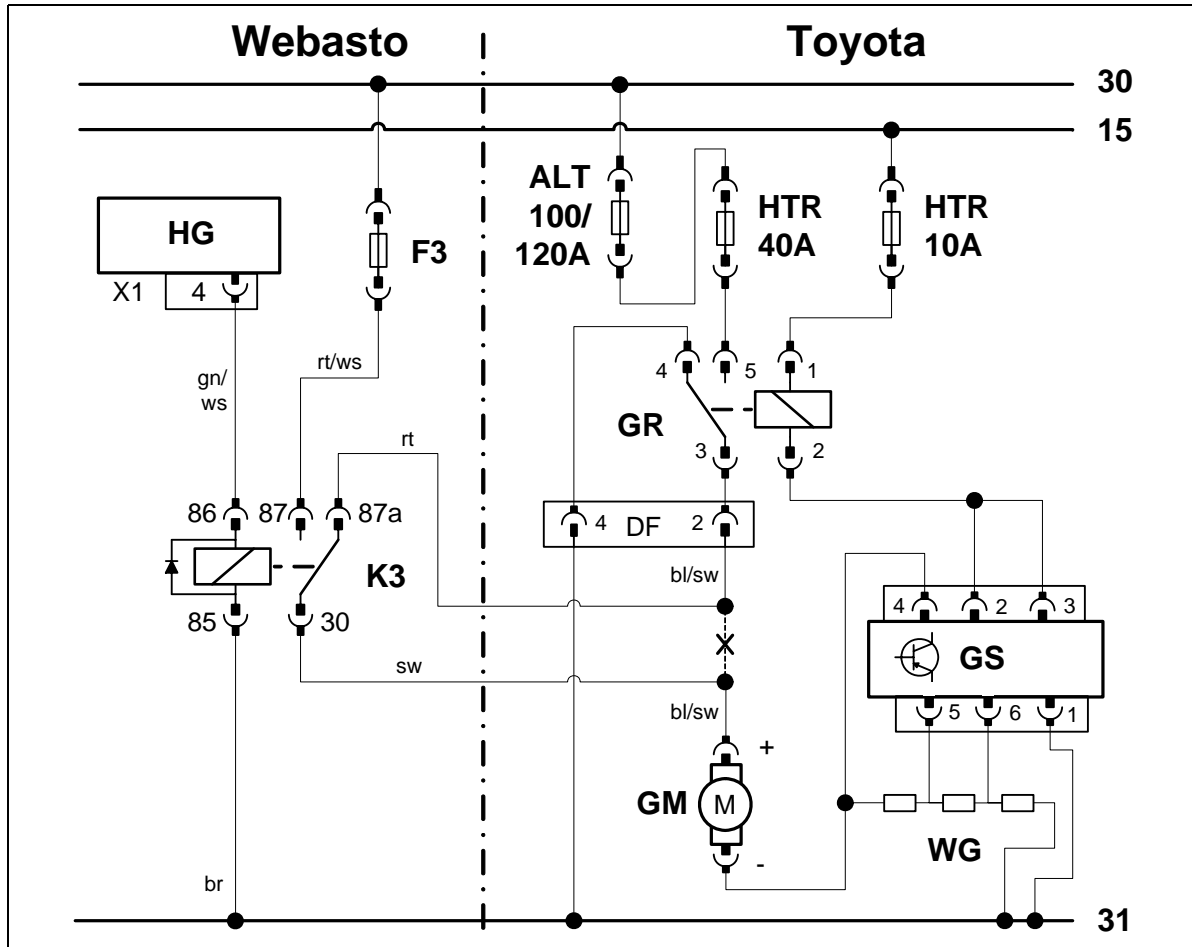 Webasto
Toyota
30
15
ALT
100/
120A
HTR
40A
HTR
10A
HG
F3
X1
4
rt/ws
gn/
ws
4
5
1
GR
rt
3
2
86
87
87a
4
DF
2
K3
bl/sw
4
2
3
85
30
GS
sw
5
6
1
bl/sw
+
GM
M
WG
-
br
31